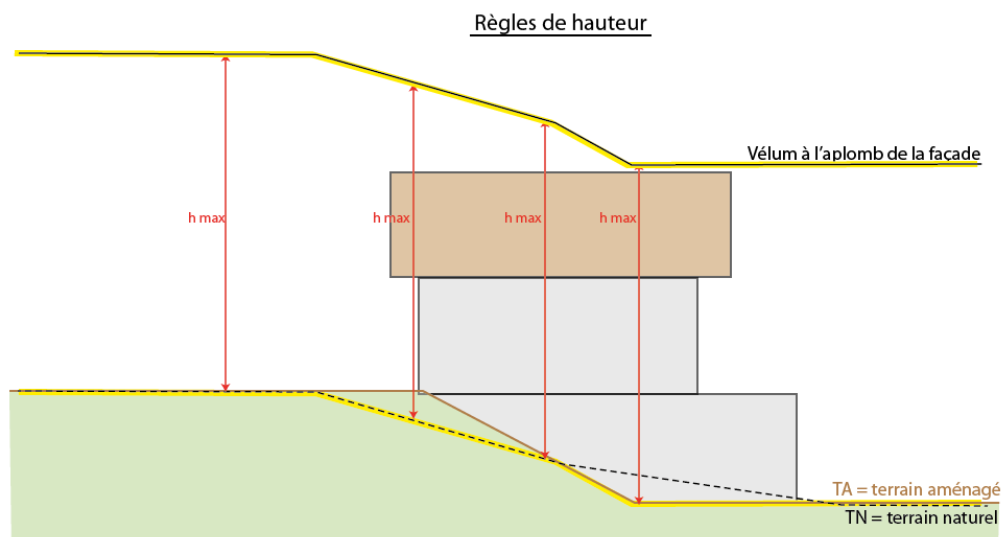 Règles de hauteur
Vélum à l'aplomb de la façade
h max
h max
h max
h max
TA = terrain aménagé
TN = terrain naturel